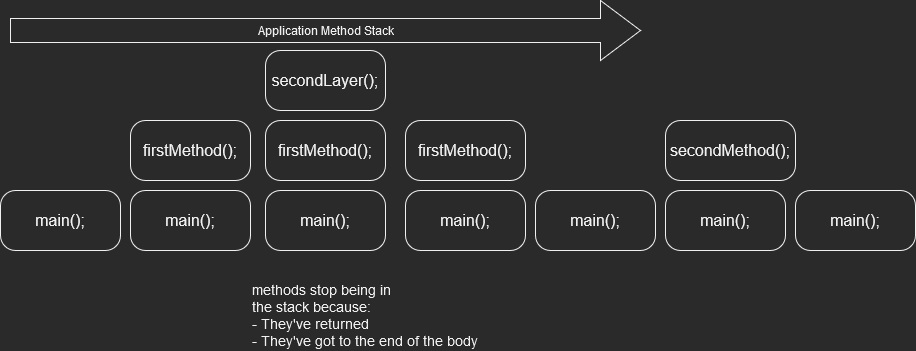 Application Method Stack
secondLayer();
firstMethod(); firstMethod(); firstMethod(); secondMethod();
main(); main(); main(); main(); main(); main(); main();
methods stop being in
the stack because:
- They've returned
- They've got to the end of the body